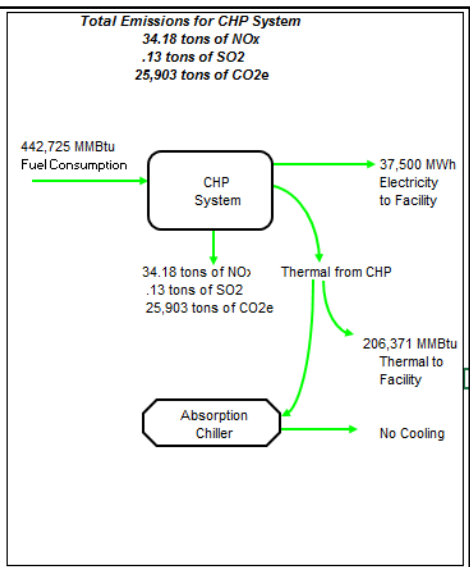 Total Emissions for CHP System
34.18 tons of NOx
.13 tons of SO2
25,903 tons of CO2e
442,725 MMBtu
Fuel Consumption
CHP
System
37,500 MWh
Electricity
to Facility
34.18 tons of NOx
.13 tons of SO2
25,903 tons of CO2e
Thermal from CHP
206,371 MMBtu
Thermal to
Facility
Absorption
Chiller
No Cooling